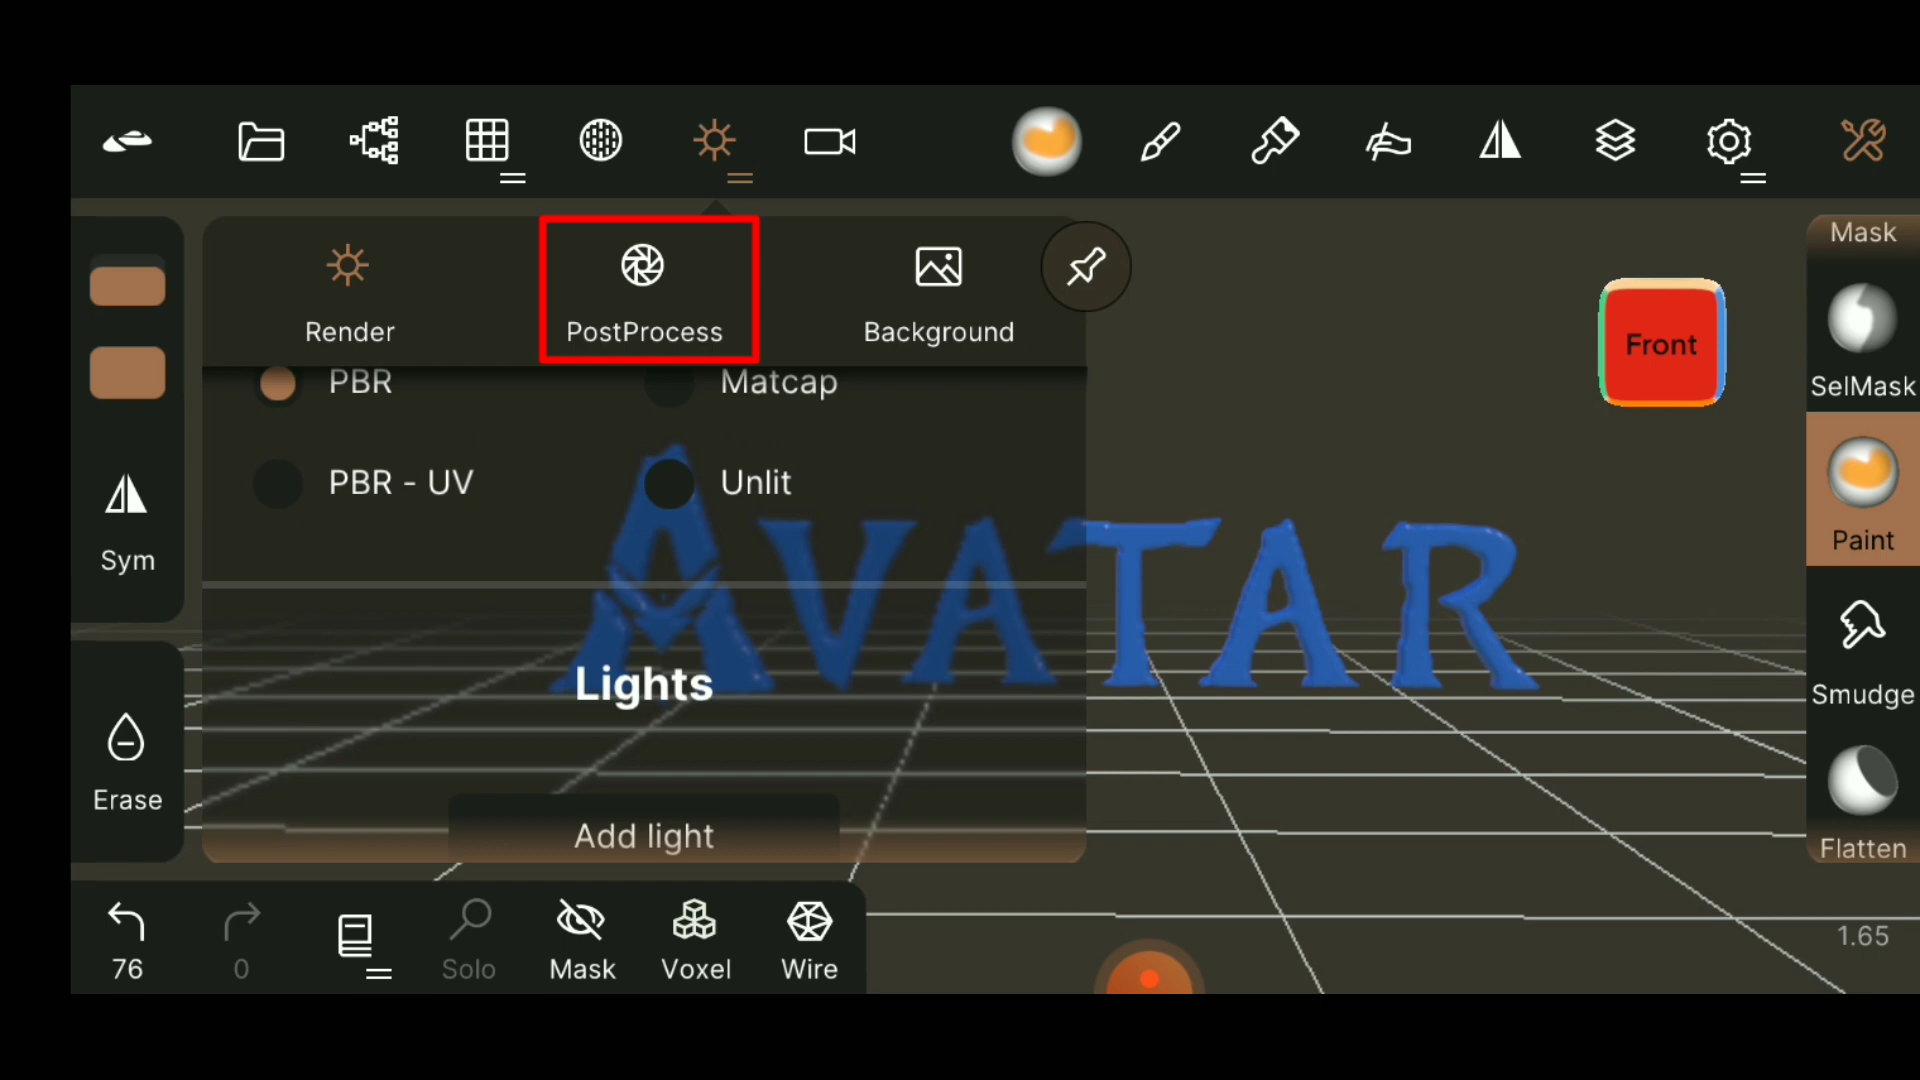 Render
PostProcess
Background
PBR
Matcap
PBR - UV
Unlit
Lights
Add light
AVATAR
Front
Sym
Erase
Mask
SelMask
Paint
Smudge
Flatten
1.65
76
0
Solo
Mask
Voxel
Wire